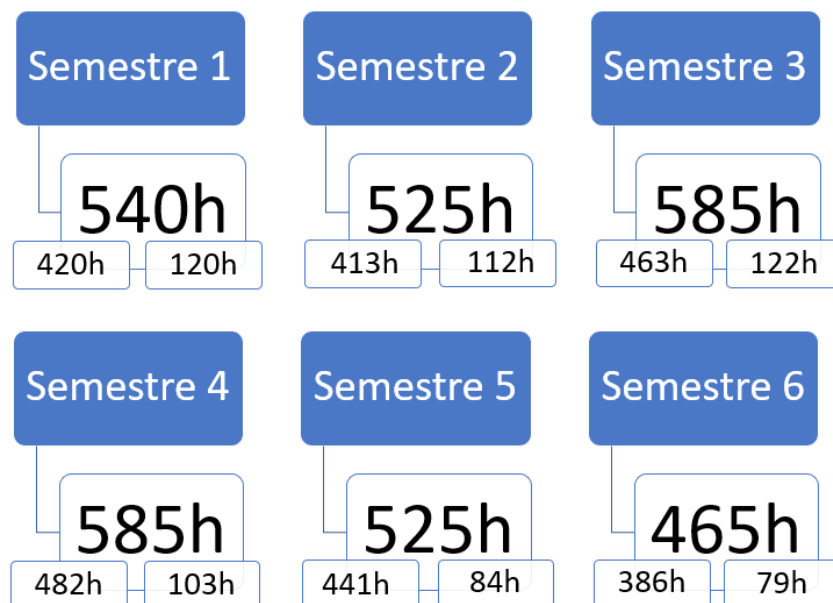 Semestre 1
540h
420h
120h
Semestre 2
525h
413h
112h
Semestre 3
585h
463h
122h
Semestre 4
585h
482h
103h
Semestre 5
525h
441h
84h
Semestre 6
465h
386h
79h